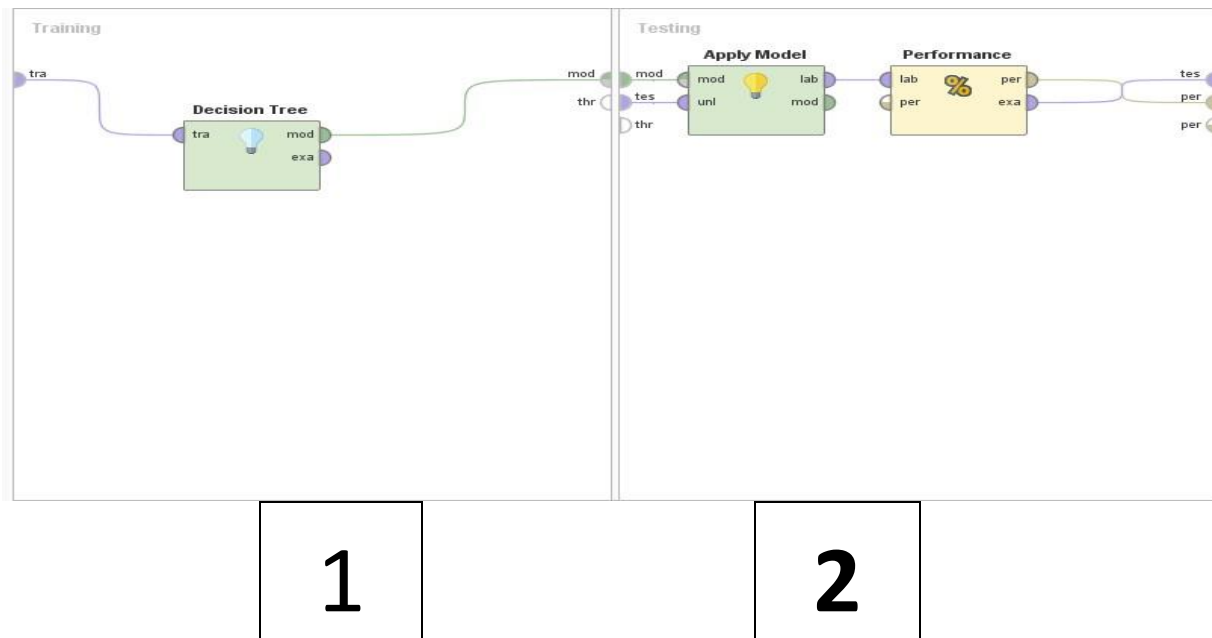 Training
tra
Decision Tree
tra mod
exa
mod
thr
Testing
mod
tes
thr
Apply Model
mod lab
unl mod
Performance
% 
lab per
per exa
tes
per
per
1
2